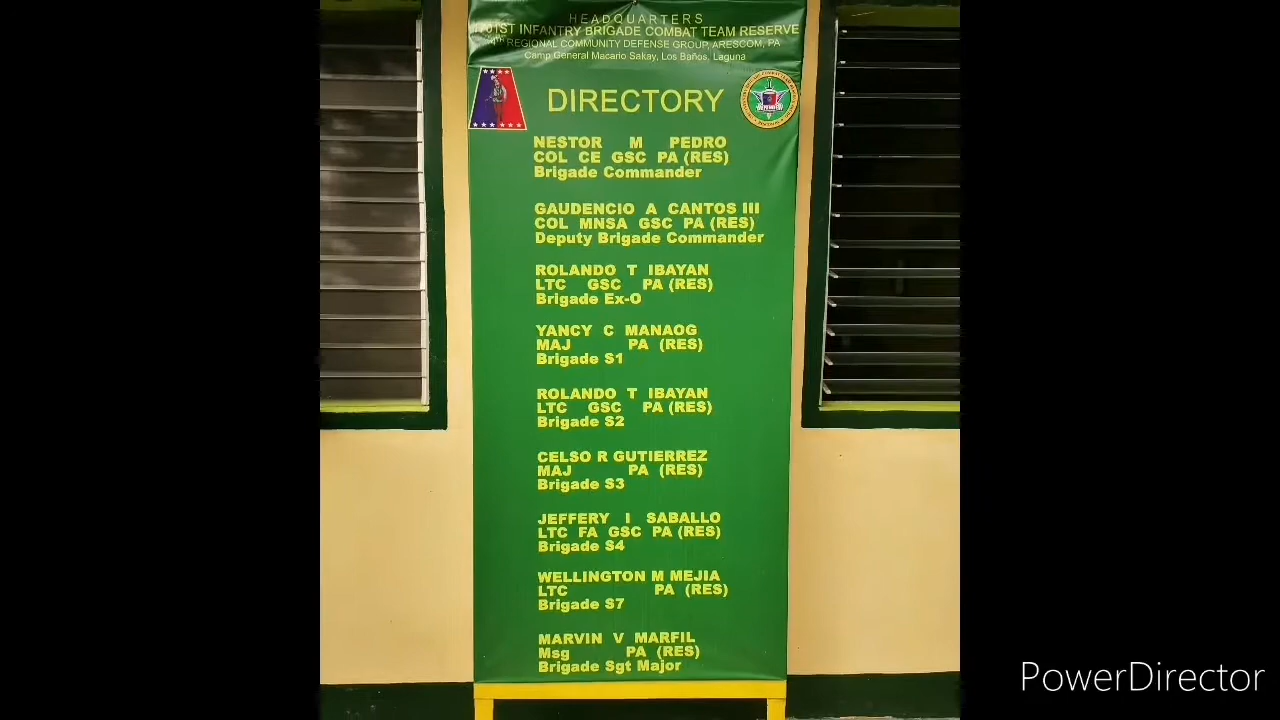 HEADQUARTERS
1701ST INFANTRY BRIGADE COMBAT TEAM RESERVE
4TH REGIONAL COMMUNITY DEFENSE GROUP, ARESCOM, PA
Camp General Macario Sakay, Los Baños, Laguna
DIRECTORY
NESTOR M PEDRO
COL CE GSC PA (RES)
Brigade Commander
GAUDENCIO A CANTOS III
COL MNSA GSC PA (RES)
Deputy Brigade Commander
ROLANDO T IBAYAN
LTC GSC PA (RES)
Brigade Ex-O
YANCY C MANAOG
MAJ PA (RES)
Brigade S1
ROLANDO T IBAYAN
LTC GSC PA (RES)
Brigade S2
CELSO R GUTIERREZ
MAJ PA (RES)
Brigade S3
JEFFERY I SABALLO
LTC FA GSC PA (RES)
Brigade S4
WELLINGTON M MEJIA
LTC PA (RES)
Brigade S7
MARVIN V MARFIL
Msg PA (RES)
Brigade Sgt Major
PowerDirector